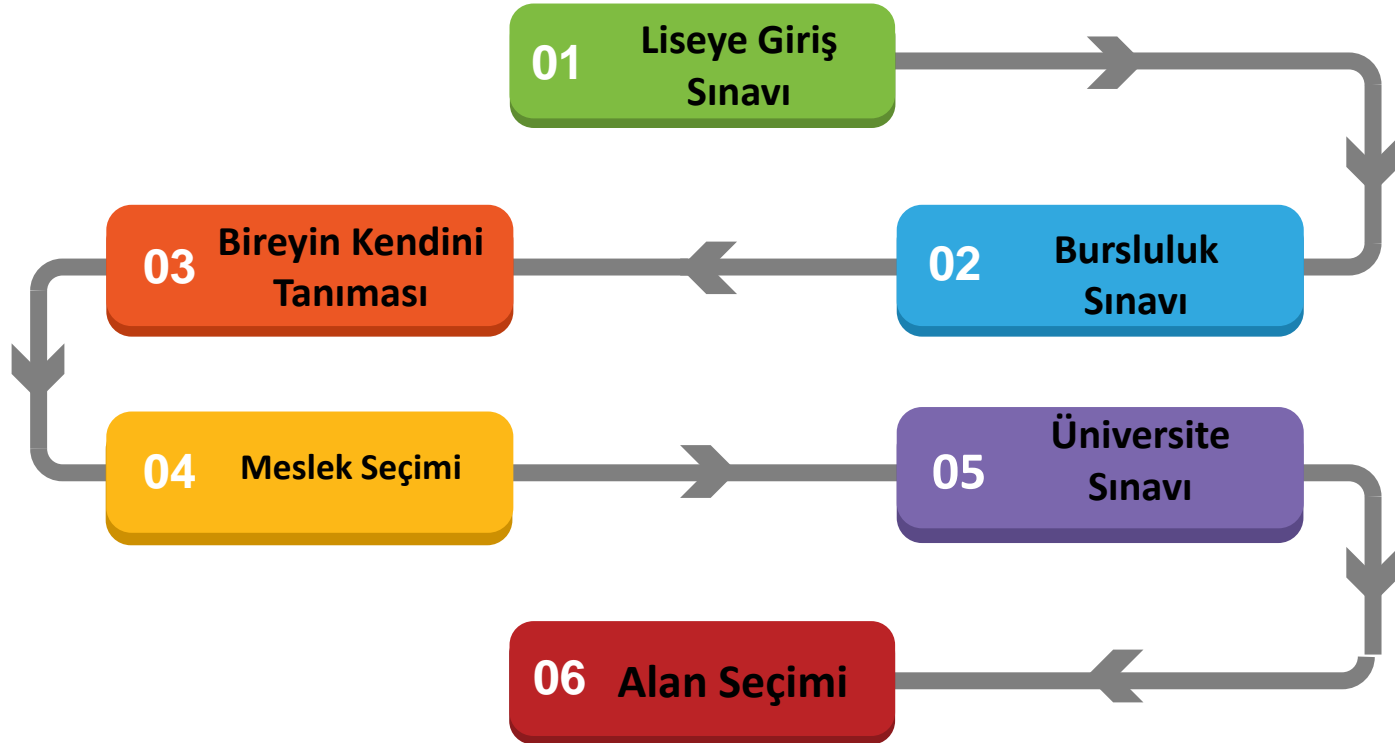 01
Liseye Giriş
Sınavı
02
Bursluluk
Sınavı
03
Bireyin Kendini
Tanıması
04
Meslek Seçimi
05
Üniversite
Sınavı
06
Alan Seçimi